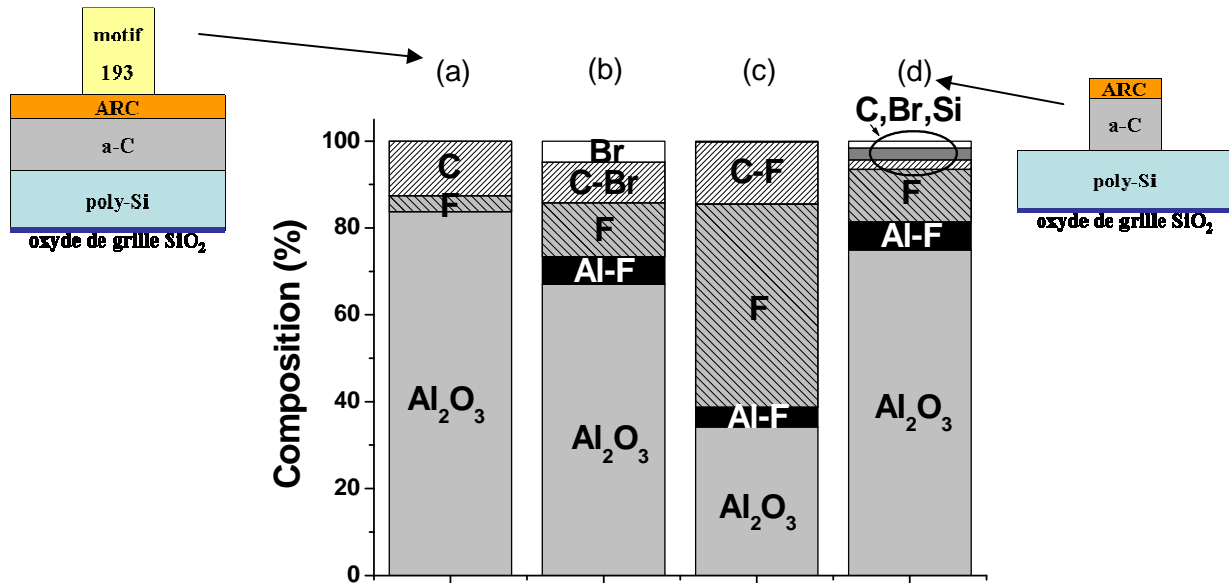 motif
193
ARC
a-C
poly-Si
oxyde de grille SiO₂
(a)
(b)
(c)
(d)
C,Br,Si
ARC
a-C
poly-Si
oxyde de grille SiO₂
Composition (%)
100
80
60
40
20
0
C
F
Al₂O₃
Br
C-Br
F
Al-F
Al₂O₃
C-F
F
Al-F
Al₂O₃
F
Al-F
Al₂O₃